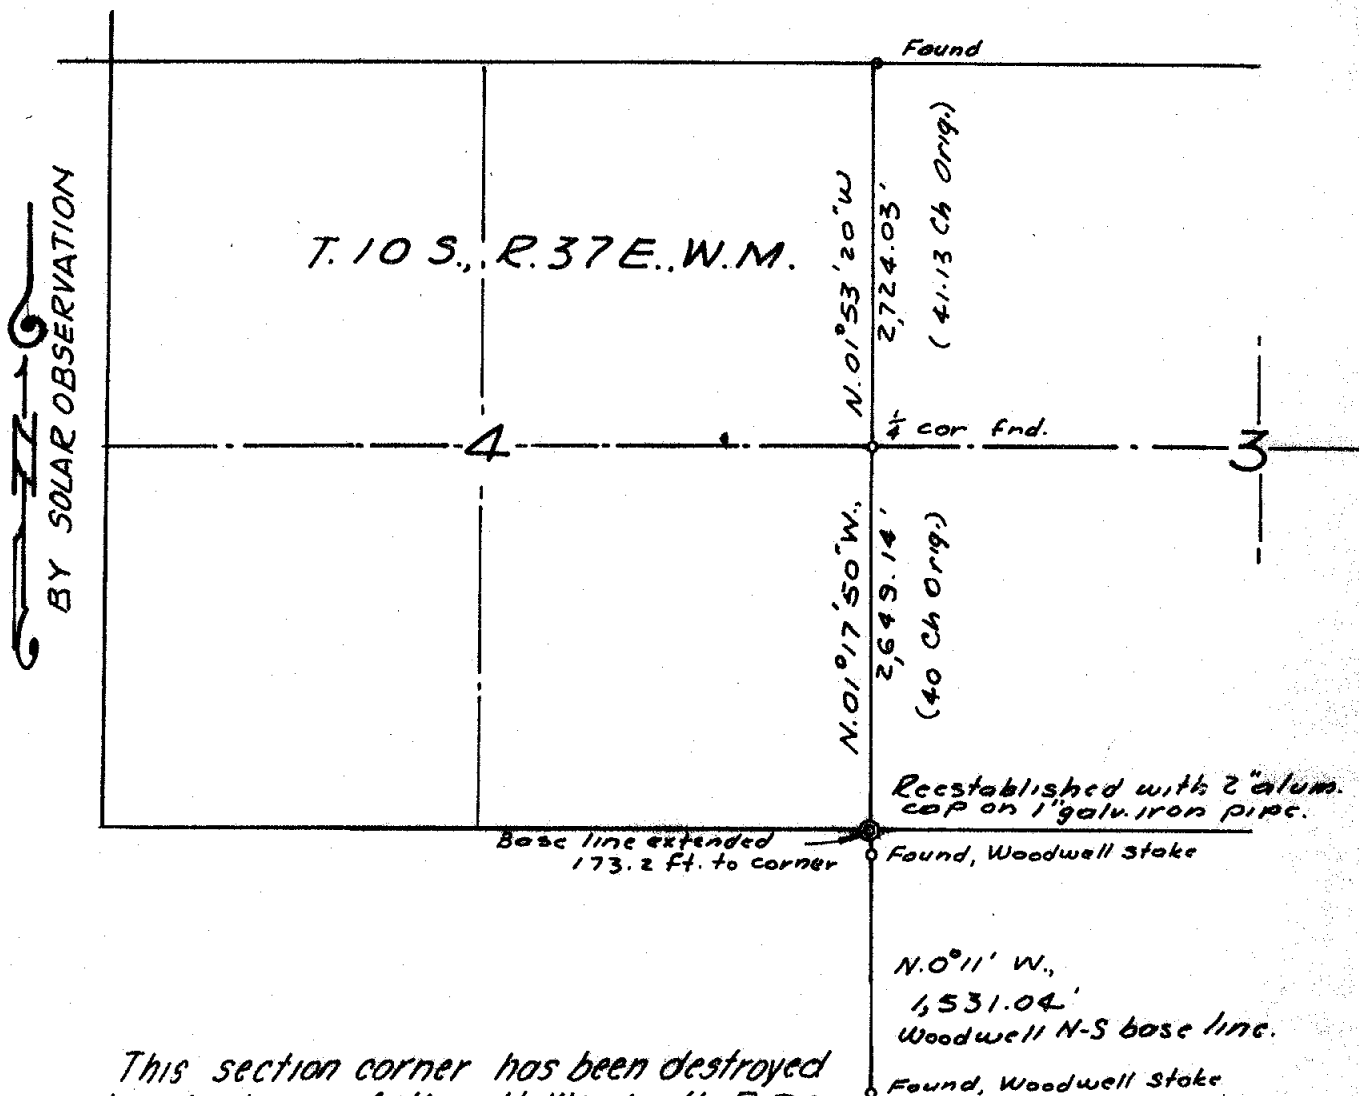 Found
T. 10 S., R. 37 E., W.M.
N. 01° 53' 20" W
2,724.03'
(41.13 Ch Orig.)
N
BY SOLAR OBSERVATION
1/4 cor fnd.
4
3
N. 01° 17' 50" W.,
2,649.14'
(40 Ch Orig.)
Reestablished with 2" alum.
cap on 1" galv. iron pipe.
Base line extended
173.2 ft. to corner
Found, Woodwell stake
N. 0° 11' W.,
1,531.04'
Woodwell N-S base line.
This section corner has been destroyed
Found, Woodwell stake